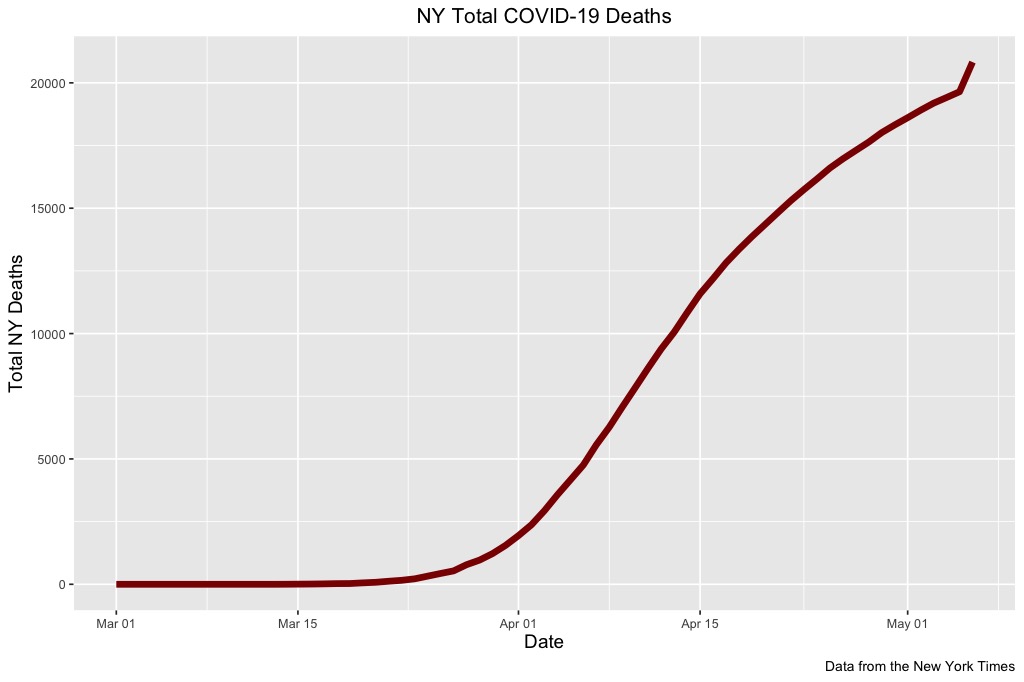 NY Total COVID-19 Deaths
Total NY Deaths
20000
15000
10000
5000
0
Mar 01 Mar 15 Apr 01 Apr 15 May 01
Date
Data from the New York Times